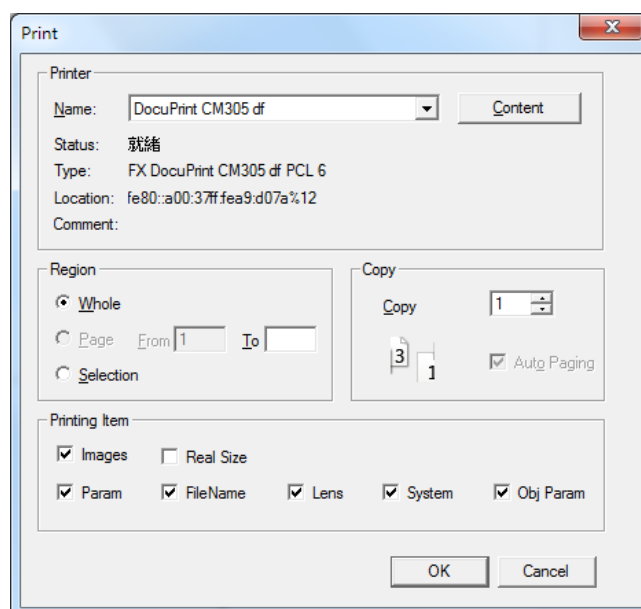 Print
Printer
Name: DocuPrint CM305 df Content
Status: 就緒
Type: FX DocuPrint CM305 df PCL 6
Location: fe80::a00:37ff:fea9:d07a%12
Comment:
Region
Whole
Page From 1 To
Selection
Copy
Copy 1
3 1 Auto Paging
Printing Item
Images Real Size
Param FileName Lens System Obj Param
OK Cancel